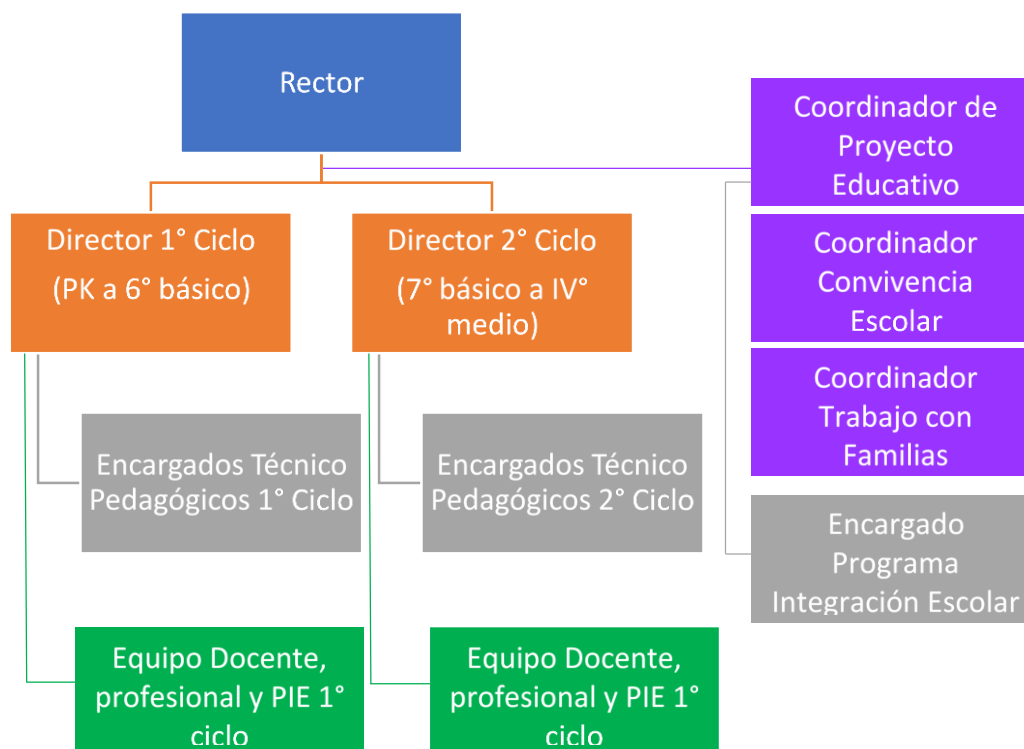 Rector
Coordinador de
Proyecto
Educativo
Director 1° Ciclo
(PK a 6° básico)
Director 2° Ciclo
(7° básico a IV°
medio)
Coordinador
Convivencia
Escolar
Coordinador
Trabajo con
Familias
Encargados Técnico
Pedagógicos 1° Ciclo
Encargados Técnico
Pedagógicos 2° Ciclo
Encargado
Programa
Integración Escolar
Equipo Docente,
profesional y PIE 1°
ciclo
Equipo Docente,
profesional y PIE 1°
ciclo